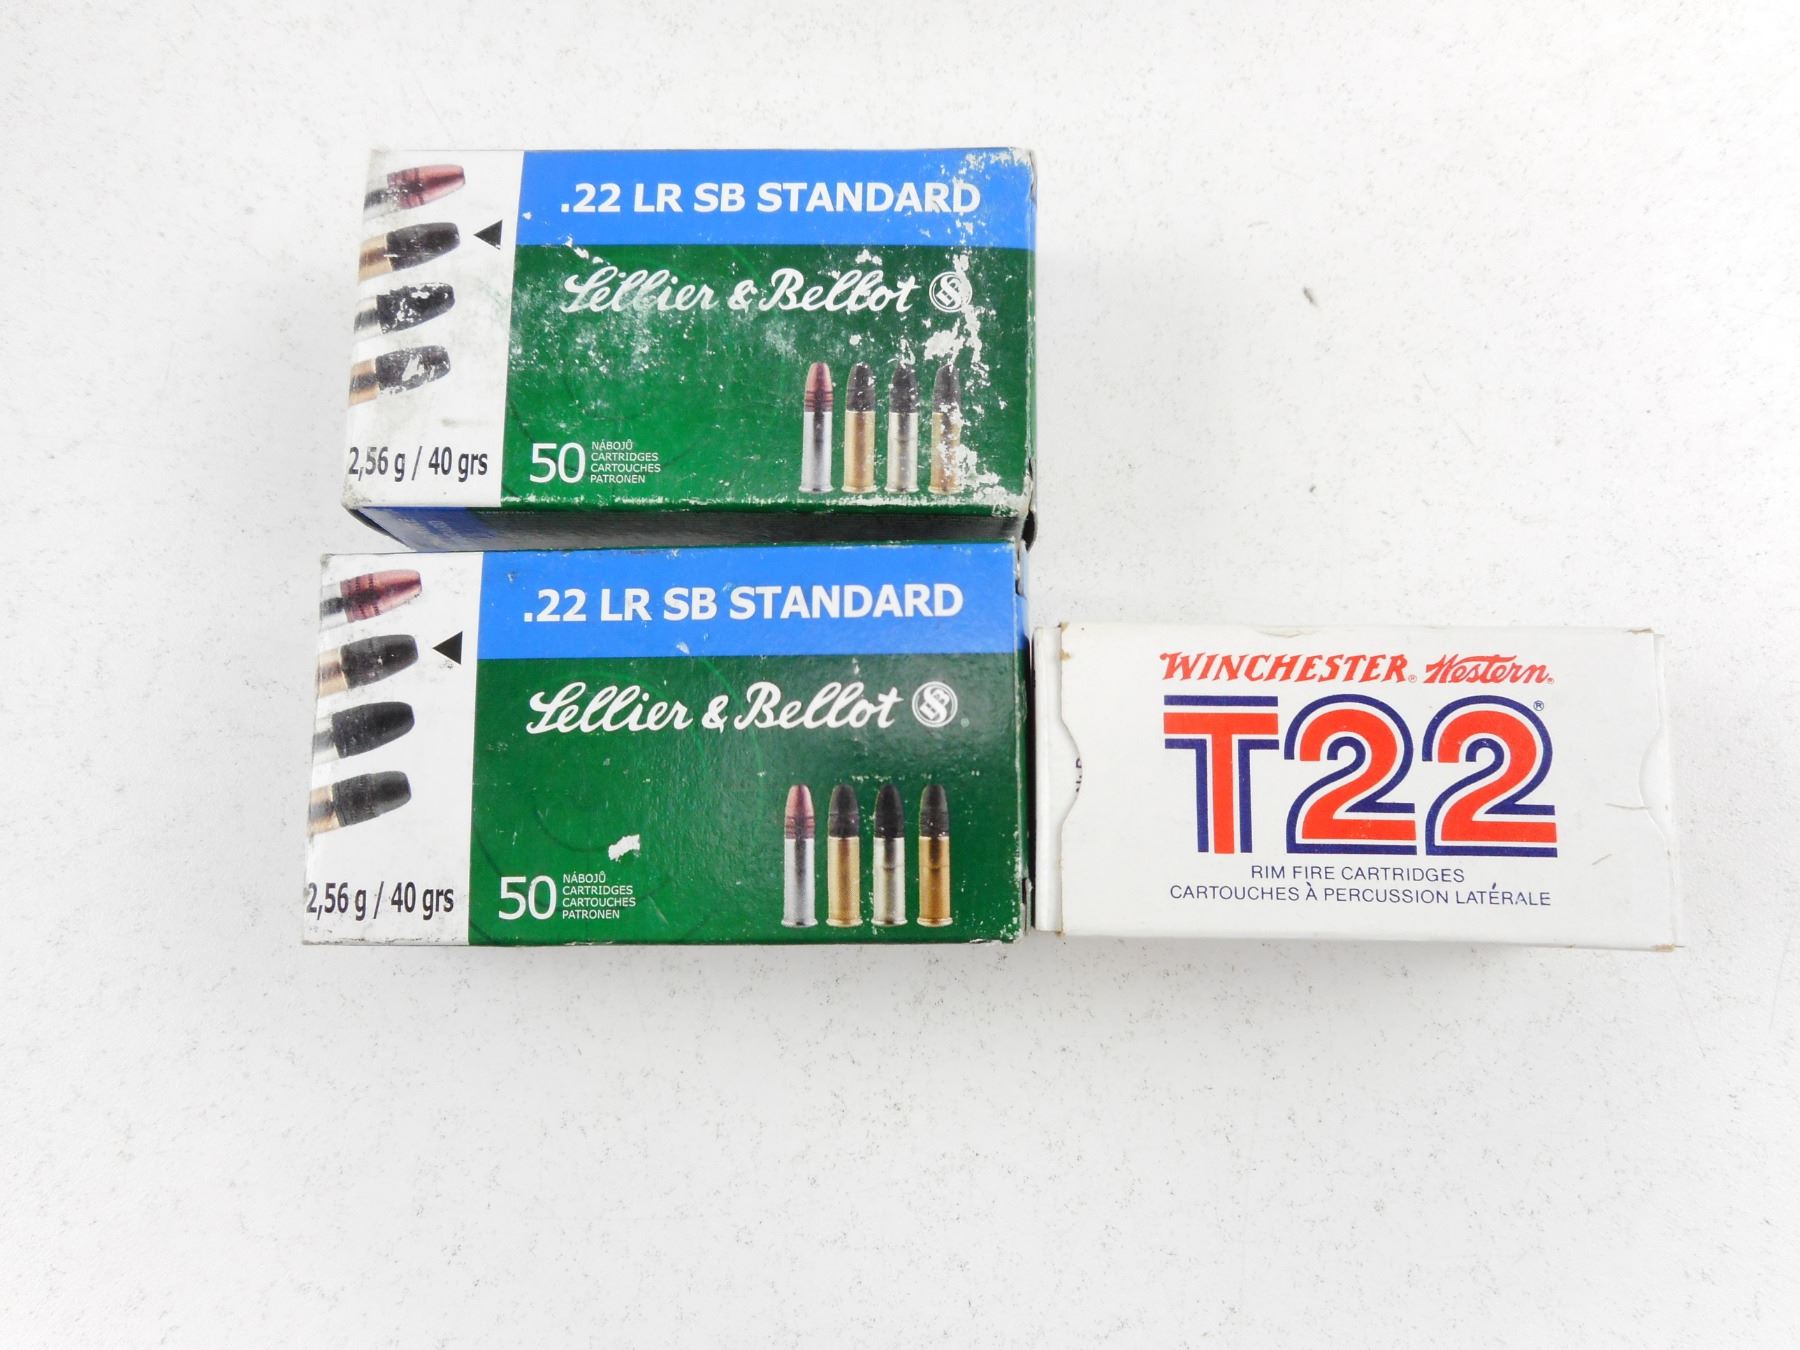 .22 LR SB STANDARD
Sellier & Bellot
2,56 g / 40 grs
50
NÁBOJŮ
CARTRIDGES
CARTOUCHES
PATRONEN
.22 LR SB STANDARD
Sellier & Bellot ®
2,56 g / 40 grs
50
NÁBOJŮ
CARTRIDGES
CARTOUCHES
PATRONEN
WINCHESTER® Western®
T22®
RIM FIRE CARTRIDGES
CARTOUCHES À PERCUSSION LATÉRALE